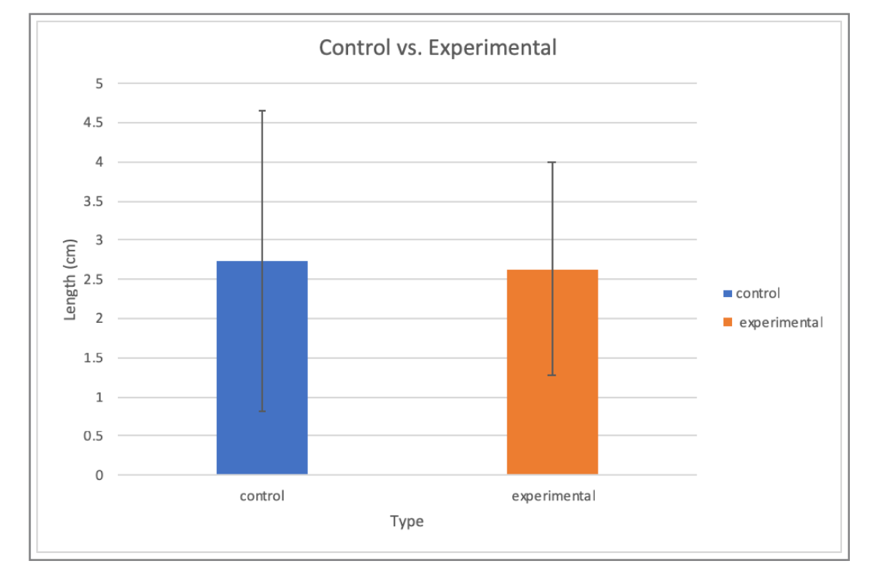 Control vs. Experimental
5
4.5
4
3.5
3
2.5
2
1.5
1
0.5
0
Length (cm)
control
experimental
Type
control
experimental